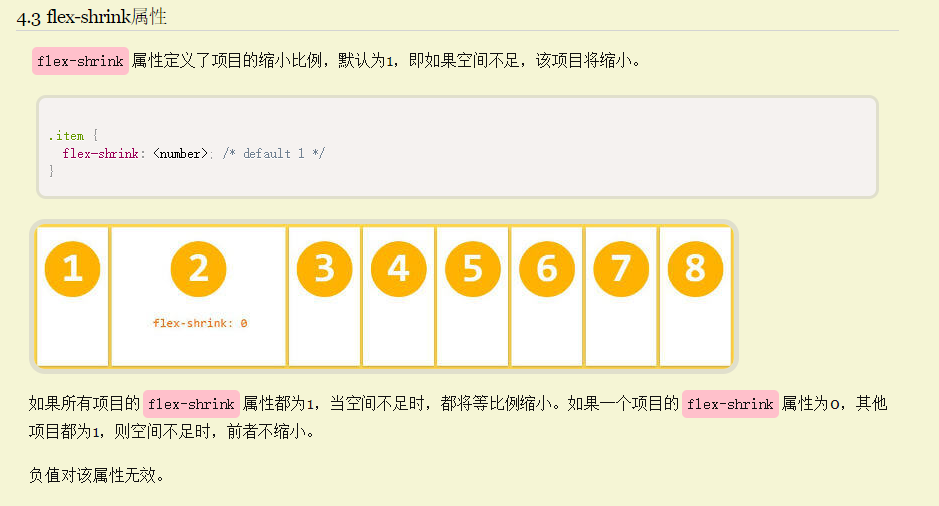 4.3 flex-shrink属性
flex-shrink 属性定义了项目的缩小比例，默认为1，即如果空间不足，该项目将缩小。
.item {
  flex-shrink: <number>; /* default 1 */
}
1 2 3 4 5 6 7 8
flex-shrink: 0
如果所有项目的 flex-shrink 属性都为1，当空间不足时，都将等比例缩小。如果一个项目的 flex-shrink 属性为0，其他
项目都为1，则空间不足时，前者不缩小。
负值对该属性无效。